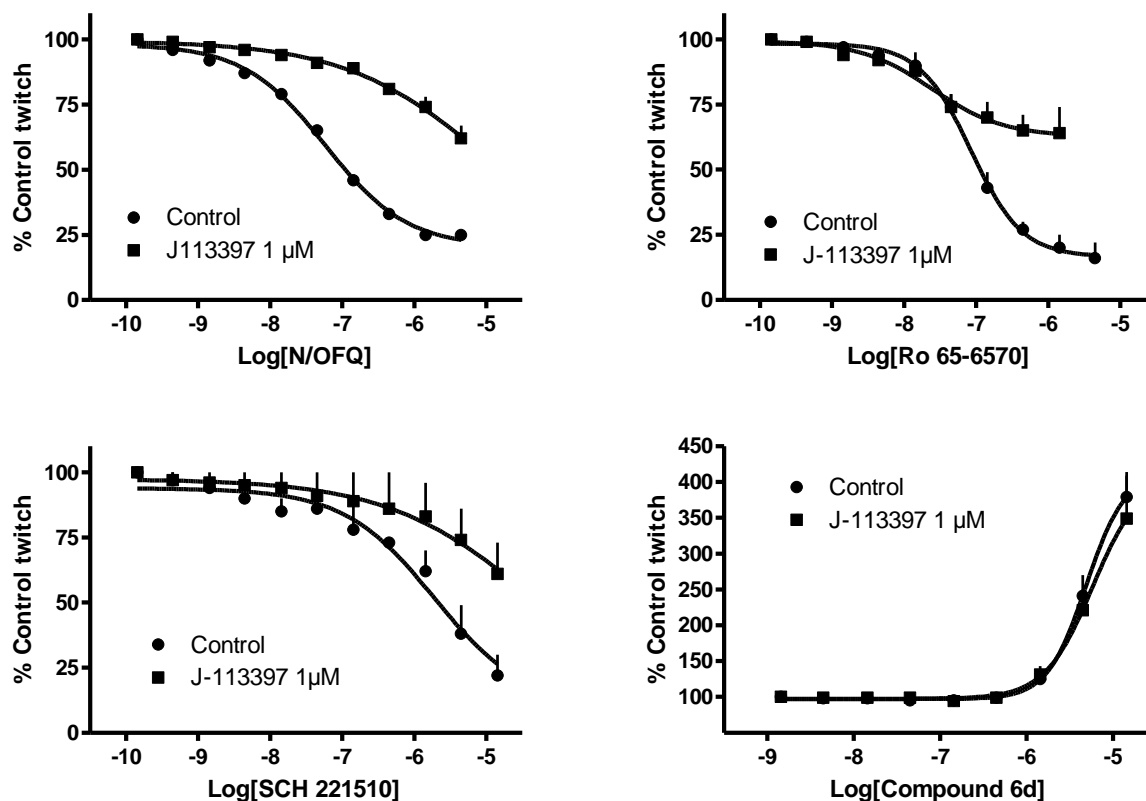 % Control twitch
100
75
50
25
0
Control
J113397 1 µM
-10 -9 -8 -7 -6 -5
Log[N/OFQ]
% Control twitch
100
75
50
25
0
Control
J-113397 1µM
-10 -9 -8 -7 -6 -5
Log[Ro 65-6570]
% Control twitch
100
75
50
25
0
Control
J-113397 1µM
-10 -9 -8 -7 -6 -5
Log[SCH 221510]
% Control twitch
450
400
350
300
250
200
150
100
Control
J-113397 1 µM
-9 -8 -7 -6 -5
Log[Compound 6d]